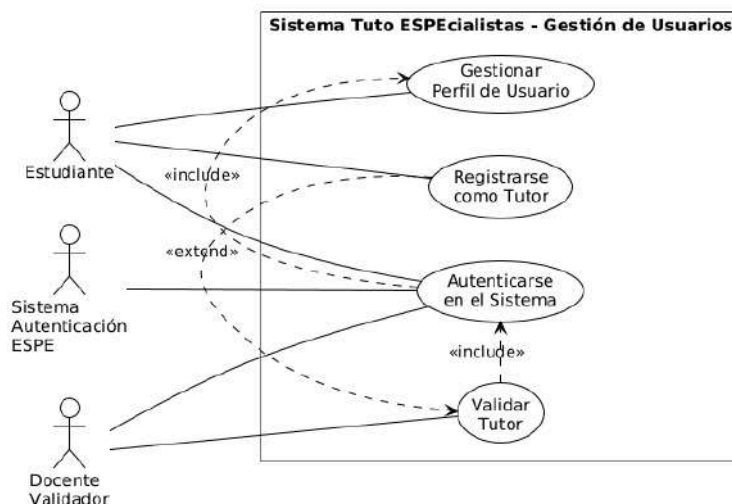 Sistema Tuto ESPEcialistas - Gestión de Usuarios
Gestionar
Perfil de Usuario
Estudiante
«include»
Registrarse
como Tutor
«extend»
Sistema
Autenticación
ESPE
Autenticarse
en el Sistema
«include»
Validar
Tutor
Docente
Validador